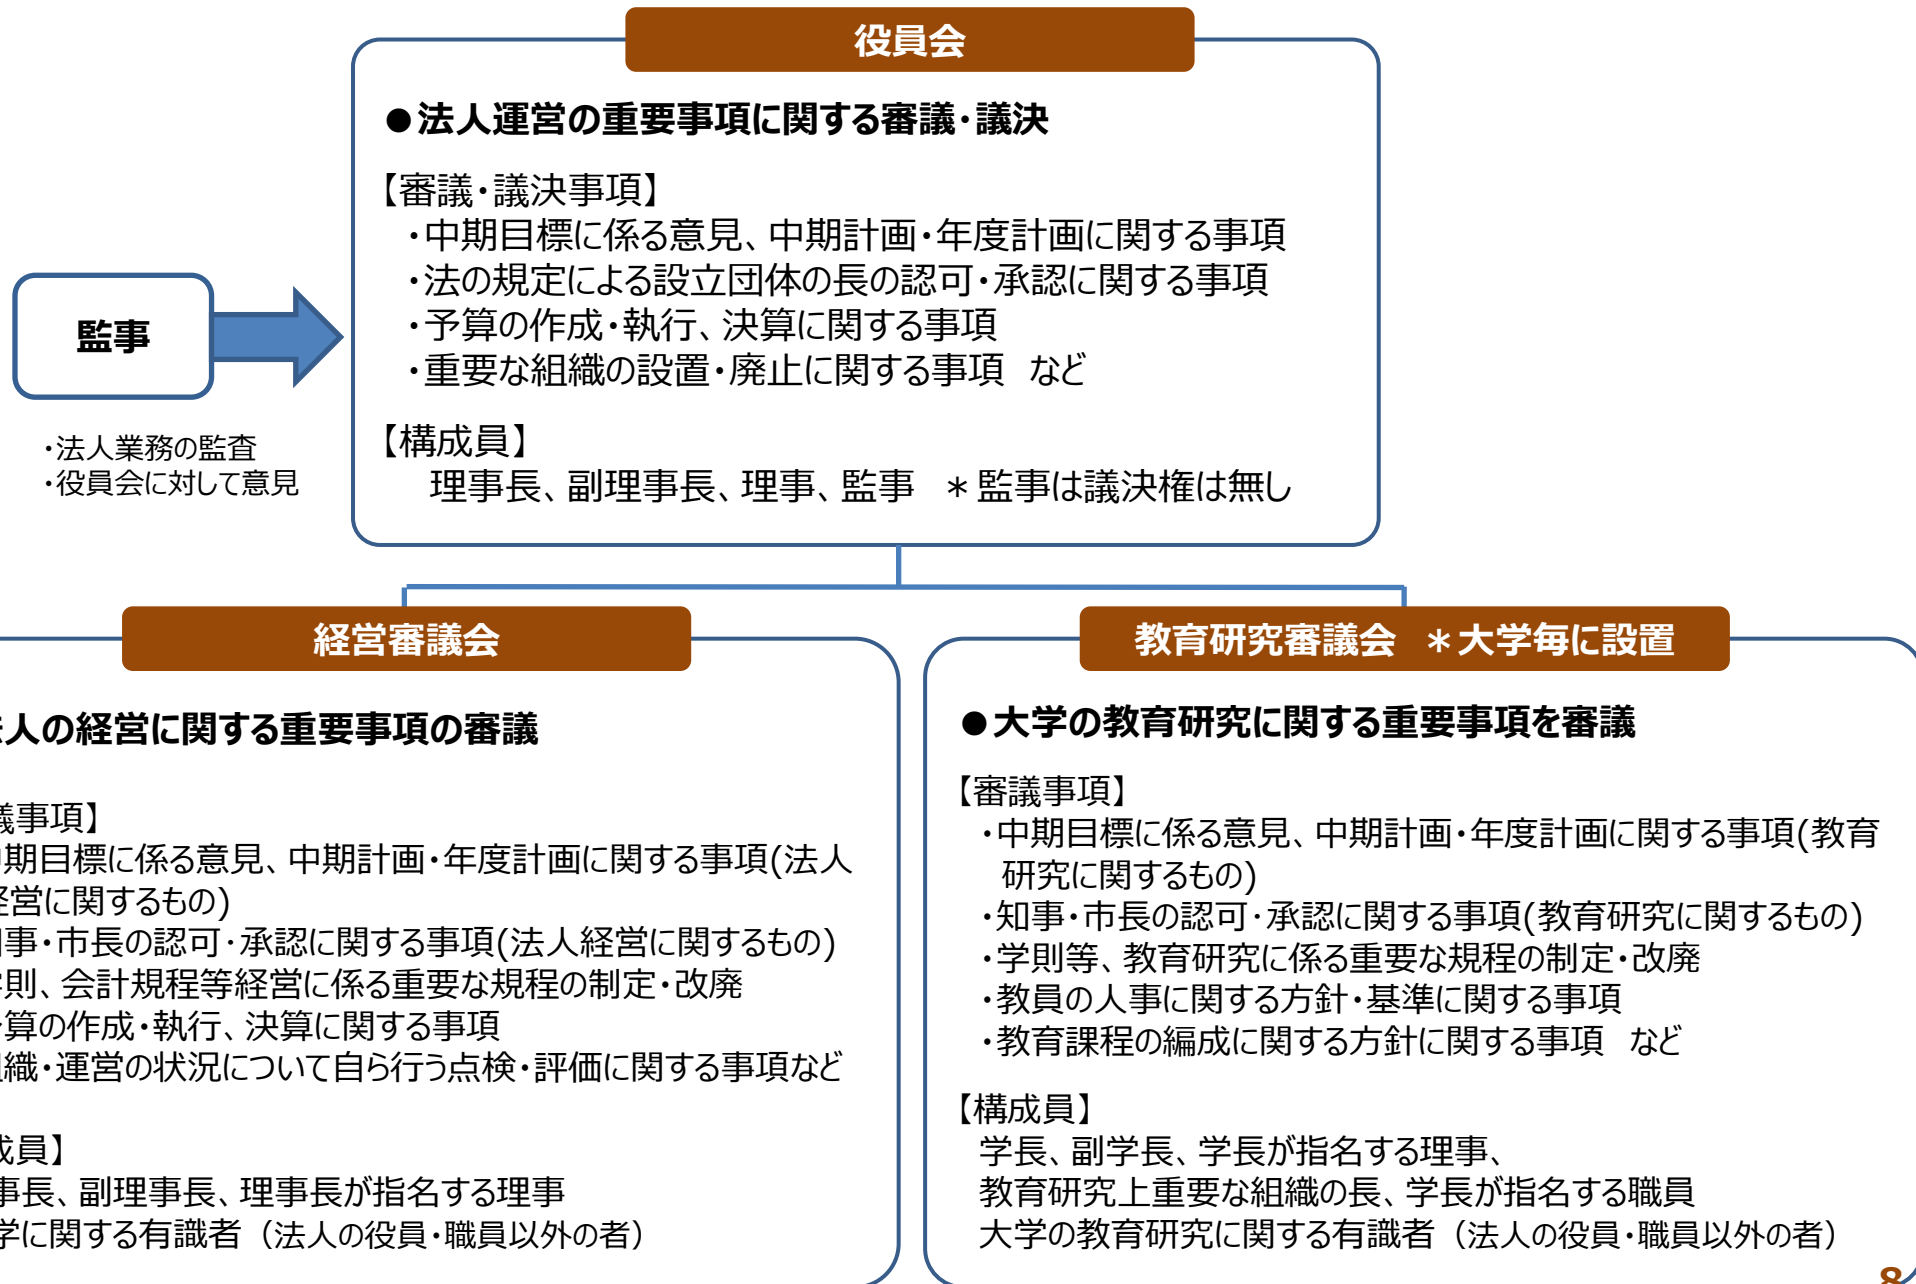 役員会
●法人運営の重要事項に関する審議・議決
【審議・議決事項】
・中期目標に係る意見、中期計画・年度計画に関する事項
・法の規定による設立団体の長の認可・承認に関する事項
・予算の作成・執行、決算に関する事項
・重要な組織の設置・廃止に関する事項 など
【構成員】
理事長、副理事長、理事、監事 ＊監事は議決権は無し
監事
・法人業務の監査
・役員会に対して意見
経営審議会
人の経営に関する重要事項の審議
議事項】
期目標に係る意見、中期計画・年度計画に関する事項(法人
営に関するもの)
事・市長の認可・承認に関する事項(法人経営に関するもの)
則、会計規程等経営に係る重要な規程の制定・改廃
算の作成・執行、決算に関する事項
織・運営の状況について自ら行う点検・評価に関する事項など
成員】
事長、副理事長、理事長が指名する理事
学に関する有識者（法人の役員・職員以外の者）
教育研究審議会 ＊大学毎に設置
●大学の教育研究に関する重要事項を審議
【審議事項】
・中期目標に係る意見、中期計画・年度計画に関する事項(教育
研究に関するもの)
・知事・市長の認可・承認に関する事項(教育研究に関するもの)
・学則等、教育研究に係る重要な規程の制定・改廃
・教員の人事に関する方針・基準に関する事項
・教育課程の編成に関する方針に関する事項 など
【構成員】
学長、副学長、学長が指名する理事、
教育研究上重要な組織の長、学長が指名する職員
大学の教育研究に関する有識者（法人の役員・職員以外の者）
8